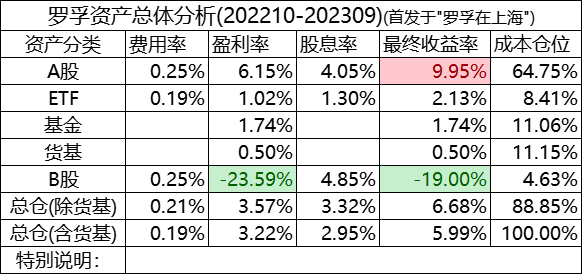 罗孚资产总体分析(202210-202309)(首发于"罗孚在上海")
资产分类 费用率 盈利率 股息率 最终收益率 成本仓位
A股 0.25% 6.15% 4.05% 9.95% 64.75%
ETF 0.19% 1.02% 1.30% 2.13% 8.41%
基金 1.74% 1.74% 11.06%
货基 0.50% 0.50% 11.15%
B股 0.25% -23.59% 4.85% -19.00% 4.63%
总仓(除货基) 0.21% 3.57% 3.32% 6.68% 88.85%
总仓(含货基) 0.19% 3.22% 2.95% 5.99% 100.00%
特别说明：